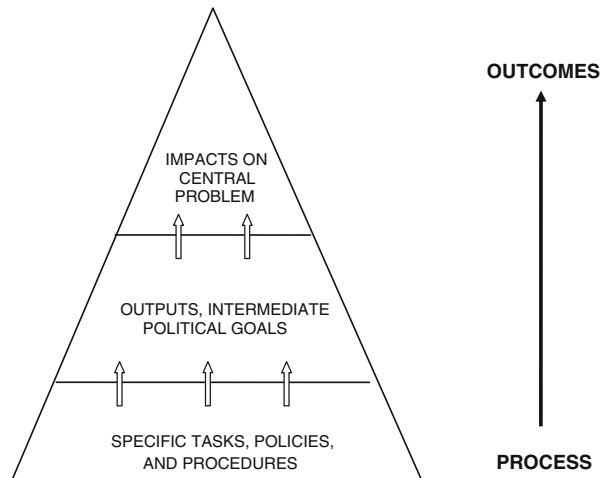 OUTCOMES
IMPACTS ON
CENTRAL
PROBLEM
OUTPUTS, INTERMEDIATE
POLITICAL GOALS
SPECIFIC TASKS, POLICIES,
AND PROCEDURES
PROCESS